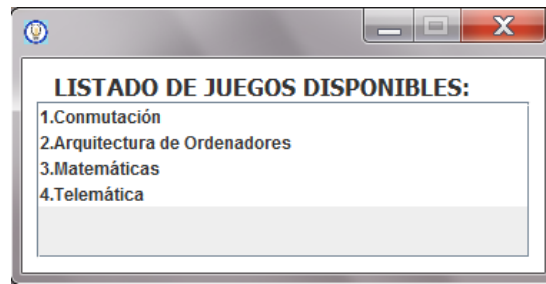 LISTADO DE JUEGOS DISPONIBLES:
1.Conmutación
2.Arquitectura de Ordenadores
3.Matemáticas
4.Telemática